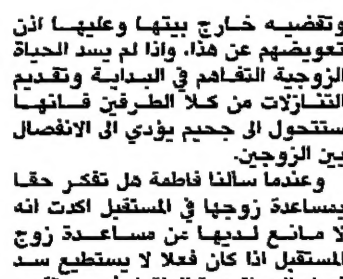 وتقضيه خارج بيتها وعليها اذن
تعويضهم عن هذا. واذا لم يسد الحياة
الزوجية التفاهم في البداية وتقديم
التنازلات من كلا الطرفين فانها
ستتحول الى جحيم يؤدي الى الانفصال
بين الزوجين.
وعندما سألنا فاطمة هل تفكر حقا
بمساعدة زوجها في المستقبل اكدت انه
لا مانع لديها من مساعدة زوج
المستقبل اذا كان فعلا لا يستطيع سد